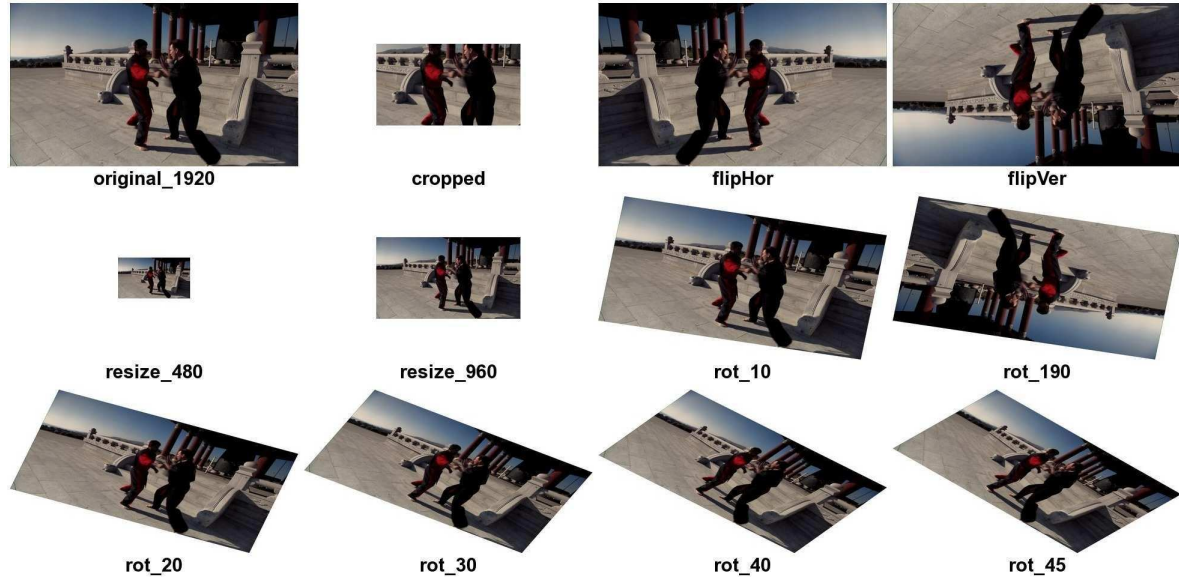 original_1920
cropped
flipHor
flipVer
resize_480
resize_960
rot_10
rot_190
rot_20
rot_30
rot_40
rot_45